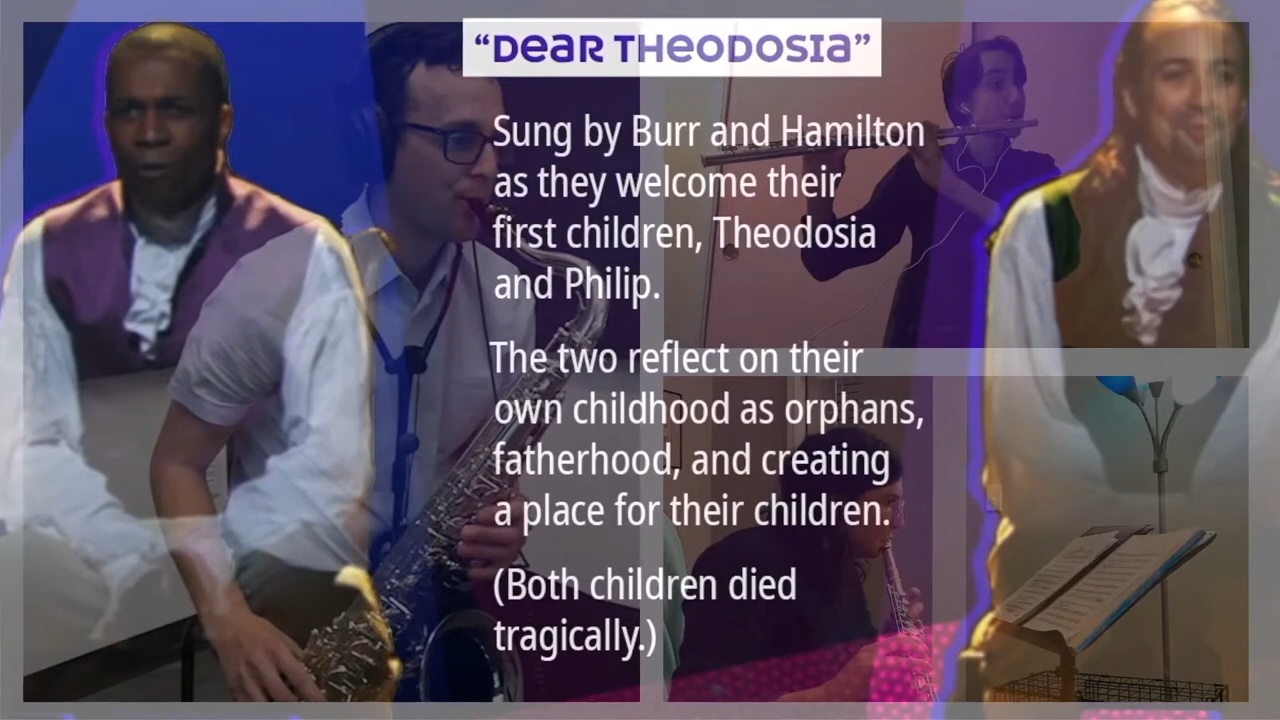 “Dear Theodosia”
Sung by Burr and Hamilton
as they welcome their
first children, Theodosia
and Philip.
The two reflect on their
own childhood as orphans,
fatherhood, and creating
a place for their children.
(Both children died
tragically.)